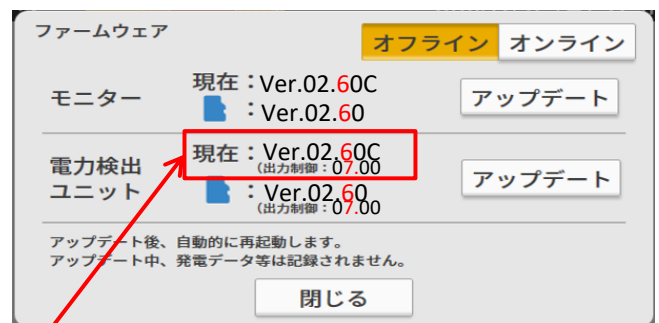 ファームウェア
オフライン オンライン
モニター
現在：Ver.02.60C
：Ver.02.60
アップデート
電力検出
ユニット
現在：Ver.02.60C
(出力制御：07.00
：Ver.02.60
(出力制御：07.00
アップデート
アップデート後、自動的に再起動します。
アップデート中、発電データ等は記録されません。
閉じる